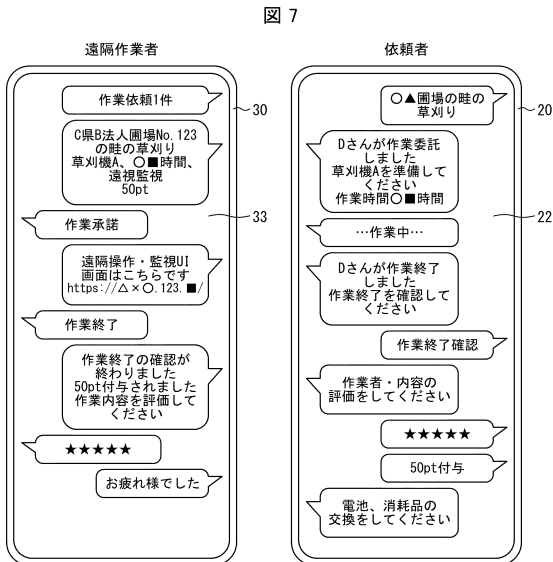 図 7
遠隔作業者
作業依頼1件
C県B法人圃場No.123
の畦の草刈り
草刈機A、〇■時間、
遠視監視
50pt
作業承諾
遠隔操作・監視UI
画面はこちらです
https://△×〇.123.■/
作業終了
作業終了の確認が
終わりました
50pt付与されました
作業内容を評価して
ください
★★★★★
お疲れ様でした
30
33
依頼者
〇▲圃場の畦の
草刈り
Dさんが作業委託
しました
草刈機Aを準備して
ください
作業時間〇■時間
…作業中…
Dさんが作業終了
しました
作業終了を確認して
ください
作業終了確認
作業者・内容の
評価をしてください
★★★★★
50pt付与
電池、消耗品の
交換をしてください
20
22